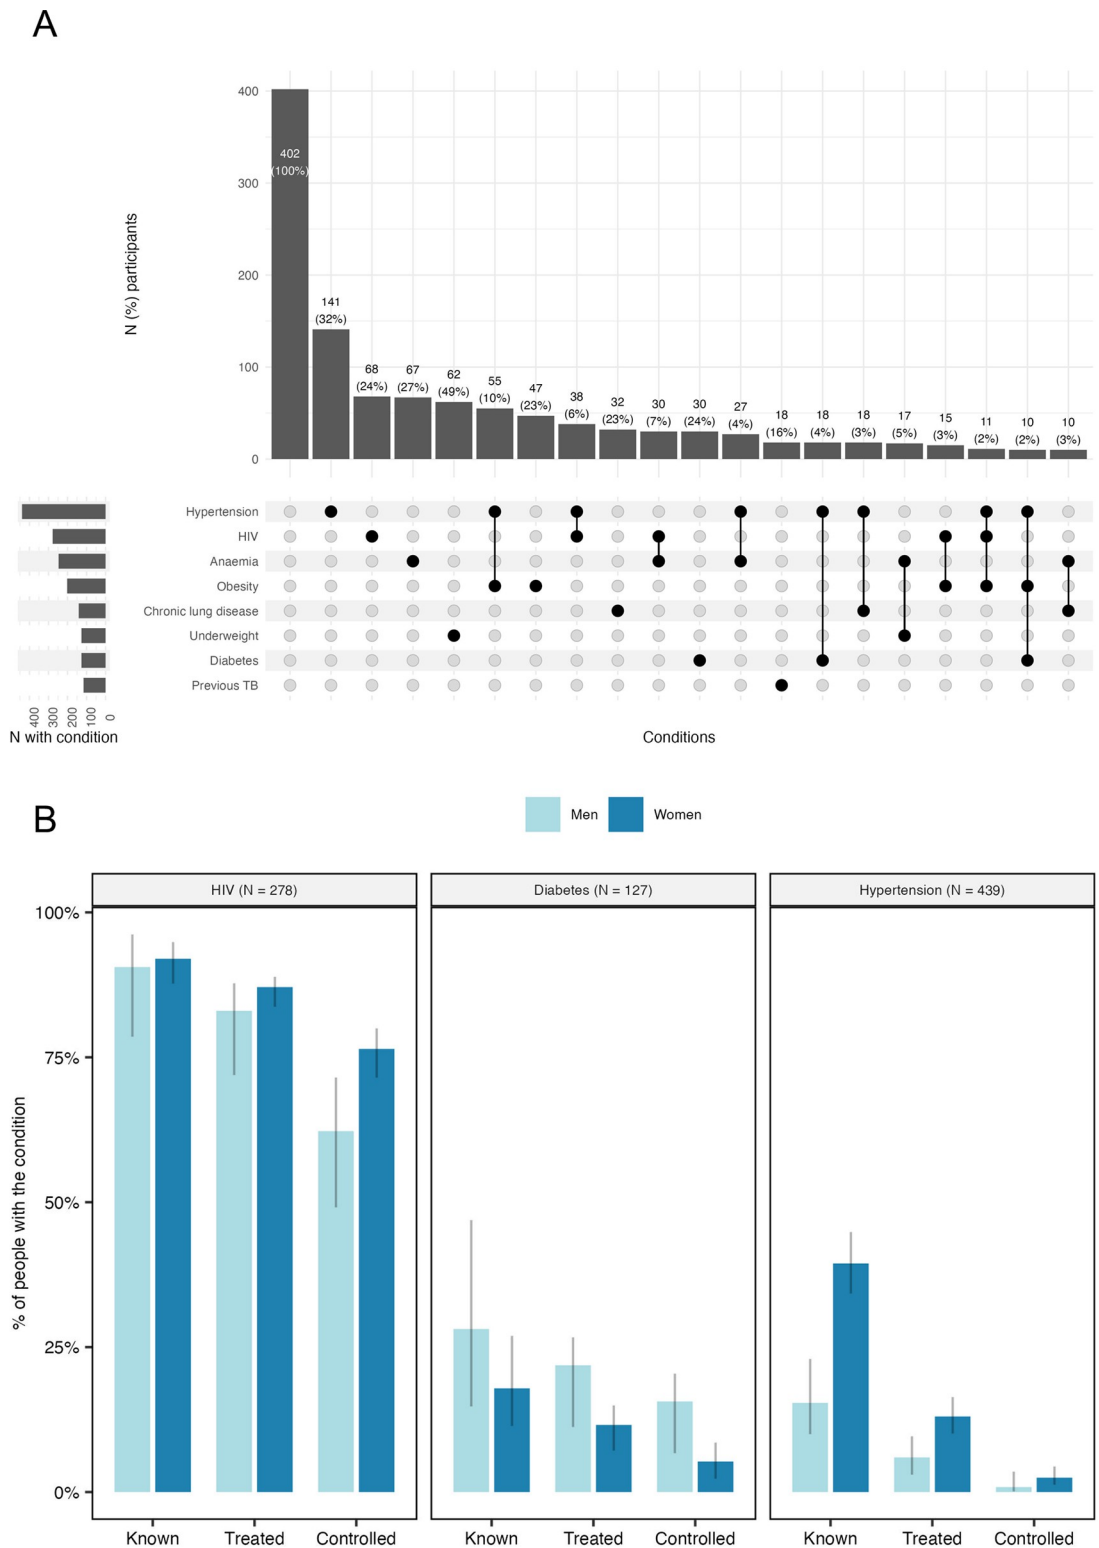 A
400
300
200
100
0
N (%) participants
402
(100%)
141
(32%)
68
(24%)
67
(27%)
62
(49%)
55
(10%)
47
(23%)
38
(6%)
32
(23%)
30
(7%)
30
(24%)
27
(4%)
18
(16%)
18
(4%)
18
(3%)
17
(5%)
15
(3%)
11
(2%)
10
(2%)
10
(3%)
Hypertension
HIV
Anaemia
Obesity
Chronic lung disease
Underweight
Diabetes
Previous TB
400
300
200
100
0
N with condition
Conditions
B
Men
Women
HIV (N = 278)
Diabetes (N = 127)
Hypertension (N = 439)
100%
75%
50%
25%
0%
% of people with the condition
Known
Treated
Controlled
Known
Treated
Controlled
Known
Treated
Controlled